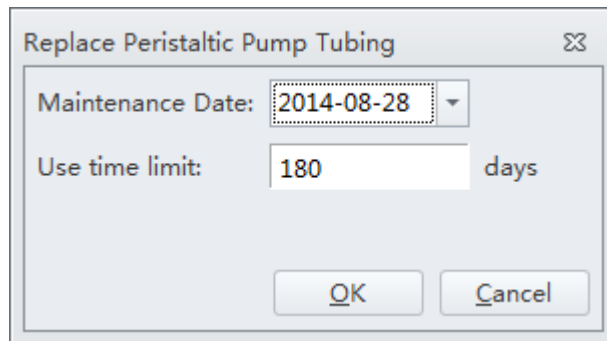 Replace Peristaltic Pump Tubing
Maintenance Date: 2014-08-28
Use time limit: 180 days
OK Cancel